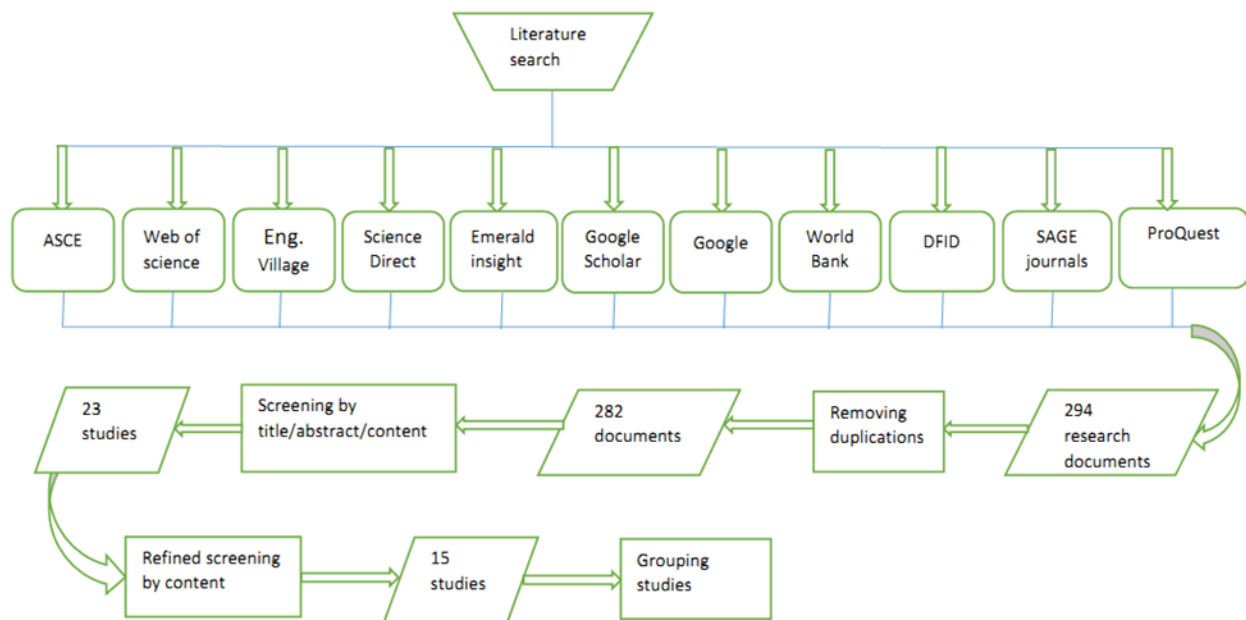 Literature
search
ASCE
Web of
science
Eng.
Village
Science
Direct
Emerald
insight
Google
Scholar
Google
World
Bank
DFID
SAGE
journals
ProQuest
294
research
documents
Removing
duplications
282
documents
Screening by
title/abstract/content
23
studies
Refined screening
by content
15
studies
Grouping
studies